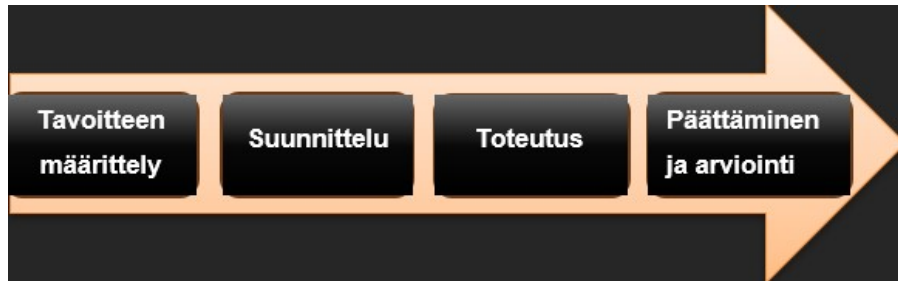 Tavoitteen
määrittely
Suunnittelu
Toteutus
Päättäminen
ja arviointi